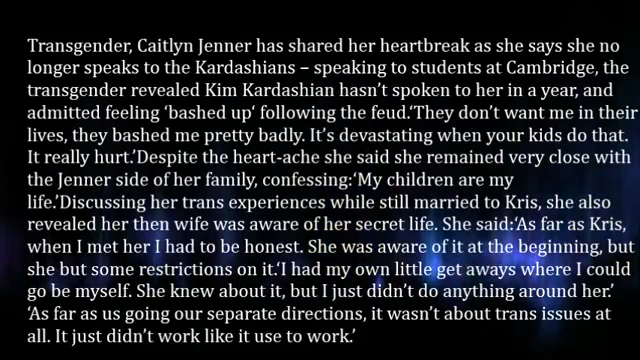 Transgender, Caitlyn Jenner has shared her heartbreak as she says she no
longer speaks to the Kardashians – speaking to students at Cambridge, the
transgender revealed Kim Kardashian hasn’t spoken to her in a year, and
admitted feeling ‘bashed up‘ following the feud.‘They don’t want me in their
lives, they bashed me pretty badly. It’s devastating when your kids do that.
It really hurt.’Despite the heart-ache she said she remained very close with
the Jenner side of her family, confessing:‘My children are my
life.’Discussing her trans experiences while still married to Kris, she also
revealed her then wife was aware of her secret life. She said:‘As far as Kris,
when I met her I had to be honest. She was aware of it at the beginning, but
she but some restrictions on it.‘I had my own little get aways where I could
go be myself. She knew about it, but I just didn’t do anything around her.’
‘As far as us going our separate directions, it wasn’t about trans issues at
all. It just didn’t work like it use to work.’